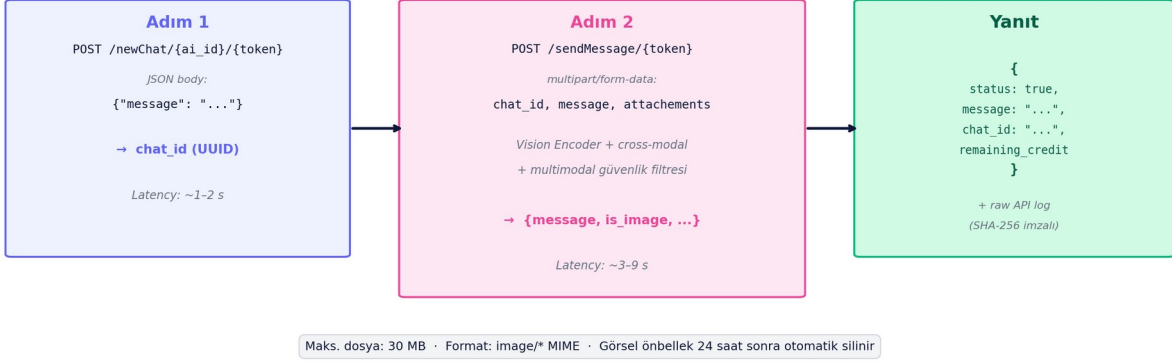 Adım 1
POST /newChat/{ai_id}/{token}
JSON body:
{"message": "..."}
→ chat_id (UUID)
Latency: ~1–2 s
Adım 2
POST /sendMessage/{token}
multipart/form-data:
chat_id, message, attachements
Vision Encoder + cross-modal
+ multimodal güvenlik filtresi
→ {message, is_image, ...}
Latency: ~3–9 s
Yanıt
{
status: true,
message: "...",
chat_id: "...",
remaining_credit
}
+ raw API log
(SHA-256 imzalı)
Maks. dosya: 30 MB · Format: image/* MIME · Görsel önbellek 24 saat sonra otomatik silinir